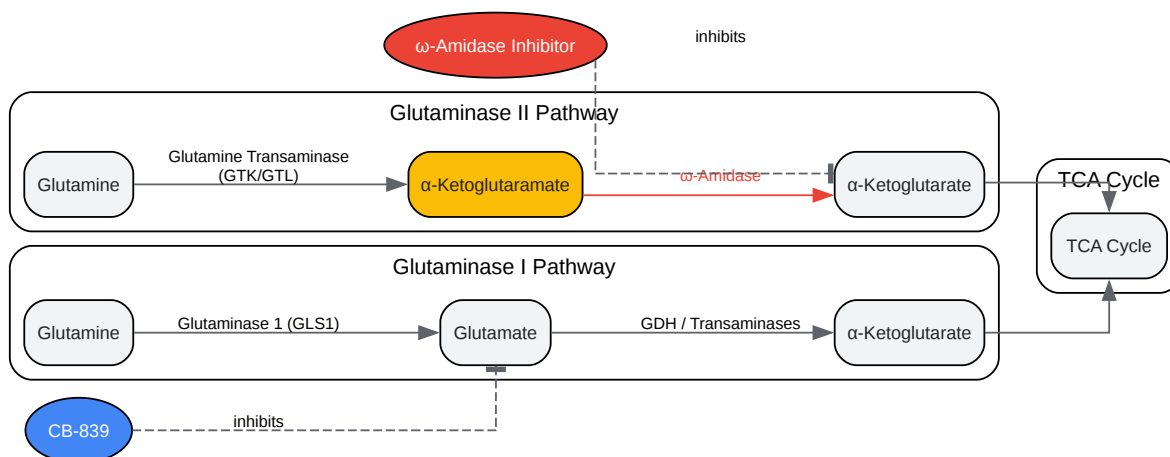 ω-Amidase Inhibitor
inhibits
Glutaminase II Pathway
Glutamine
Glutamine Transaminase
(GTK/GTL)
α-Ketoglutaramate
ω-Amidase
α-Ketoglutarate
TCA Cycle
TCA Cycle
Glutaminase I Pathway
Glutamine
Glutaminase 1 (GLS1)
Glutamate
GDH / Transaminases
α-Ketoglutarate
CB-839
inhibits